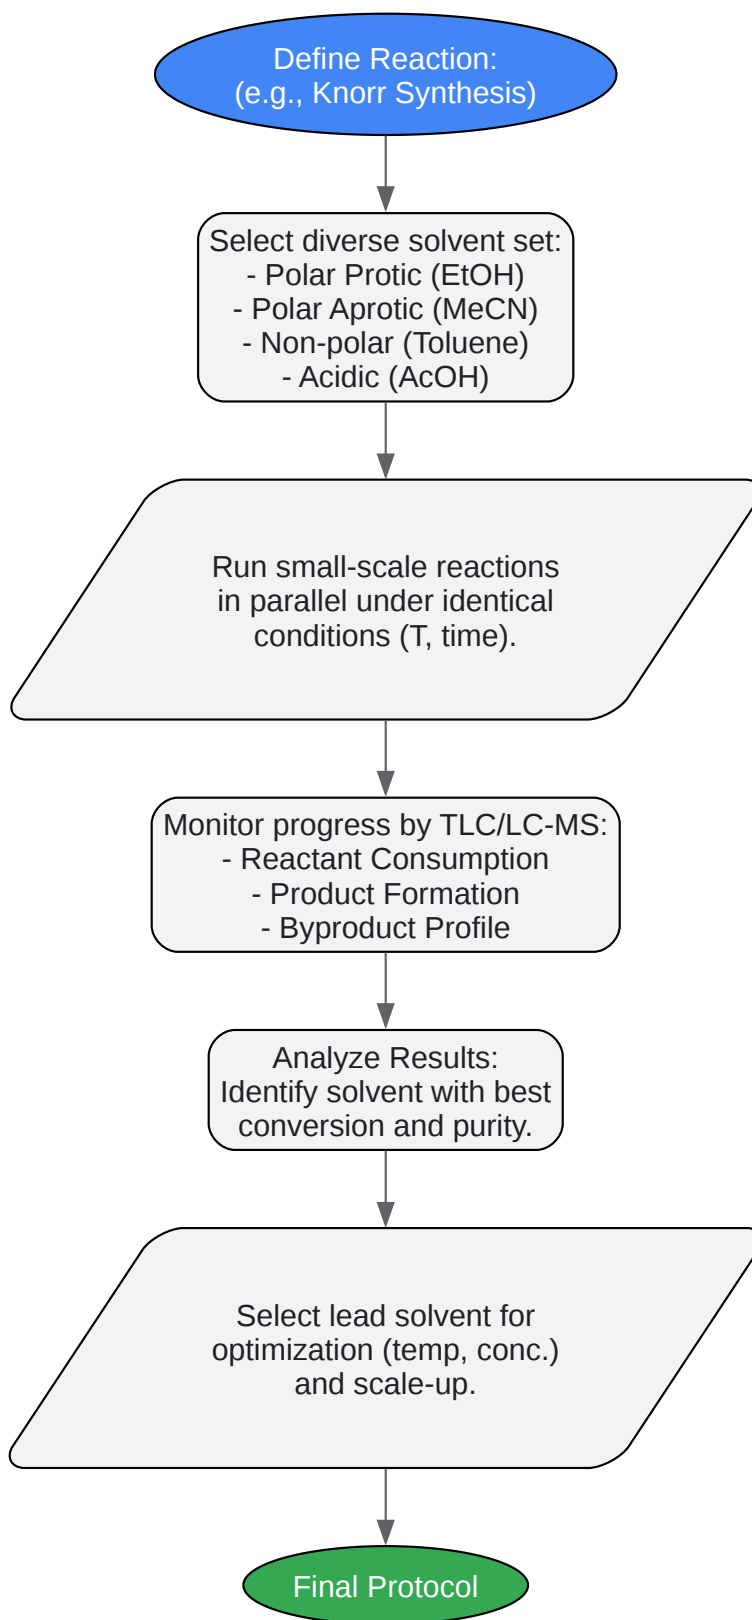 Define Reaction:
(e.g., Knorr Synthesis)
Select diverse solvent set:
- Polar Protic (EtOH)
- Polar Aprotic (MeCN)
- Non-polar (Toluene)
- Acidic (AcOH)
Run small-scale reactions
in parallel under identical
conditions (T, time).
Monitor progress by TLC/LC-MS:
- Reactant Consumption
- Product Formation
- Byproduct Profile
Analyze Results:
Identify solvent with best
conversion and purity.
Select lead solvent for
optimization (temp, conc.)
and scale-up.
Final Protocol